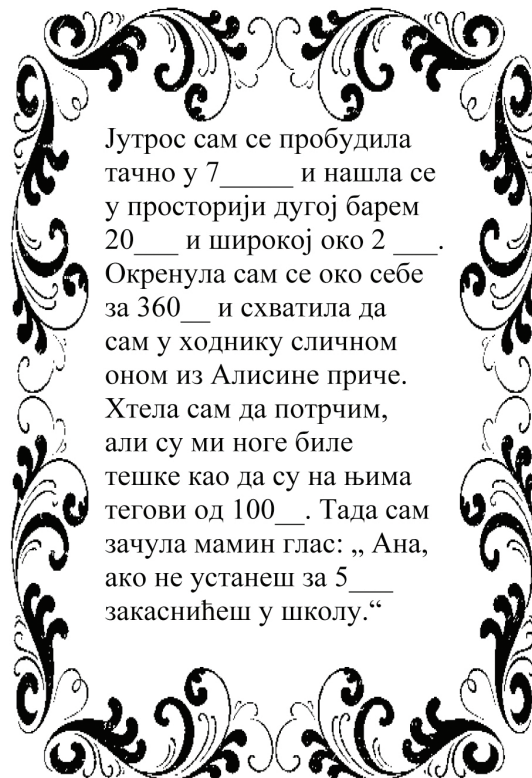 Јутрос сам се пробудила
тачно у 7_____ и нашла се
у просторији дугој барем
20___ и широкој око 2 ___.
Окренула сам се око себе
за 360__ и схватила да
сам у ходнику сличном
оном из Алисине приче.
Хтела сам да потрчим,
али су ми ноге биле
тешке као да су на њима
тегови од 100__. Тада сам
зачула мамин глас: „ Ана,
ако не устанеш за 5___
закаснићеш у школу.“